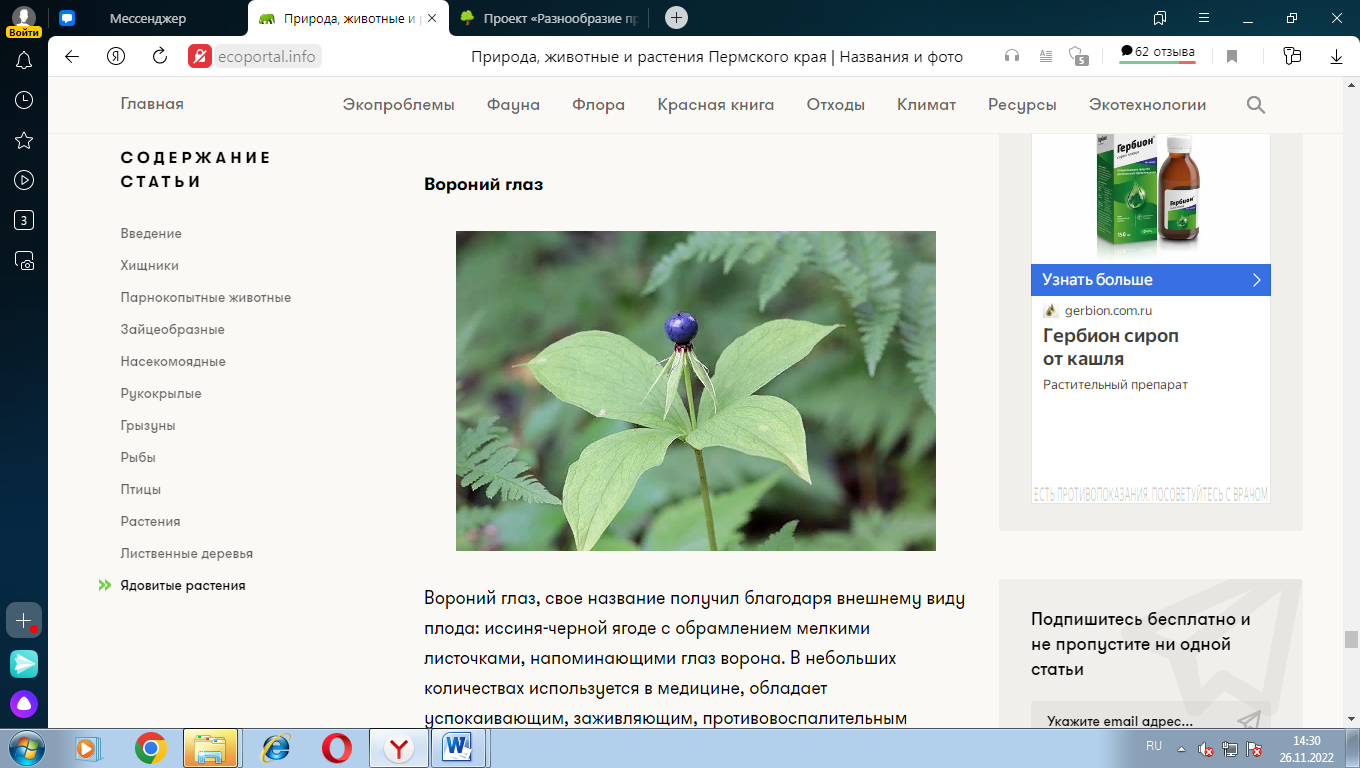 Войти
Мессенджер
Природа, животные и
Проект «Разнообразие пр
ecoportal.info
Природа, животные и растения Пермского края | Названия и фото
5
62 отзыва
3
Главная
Экопроблемы
Фауна
Флора
Красная книга
Отходы
Климат
Ресурсы
Экотехнологии
СОДЕРЖАНИЕ
СТАТЬИ
Введение
Хищники
Парнокопытные животные
Зайцеобразные
Насекомоядные
Рукокрылые
Грызуны
Рыбы
Птицы
Растения
Лиственные деревья
Ядовитые растения
Вороний глаз
Вороний глаз, свое название получил благодаря внешнему виду
плода: иссиня-черной ягоде с обрамлением мелкими
листочками, напоминающими глаз ворона. В небольших
количествах используется в медицине, обладает
успокаивающим, заживляющим, противовоспалительным
Гербион
Гербион
150 мл
Узнать больше
gerbion.com.ru
Гербион сироп
от кашля
Растительный препарат
ЕСТЬ ПРОТИВОПОКАЗАНИЯ. ПОСОВЕТУЙТЕСЬ С ВРАЧОМ
Подпишитесь бесплатно и
не пропустите ни одной
статьи
Укажите email адрес...
RU
14:30
26.11.2022